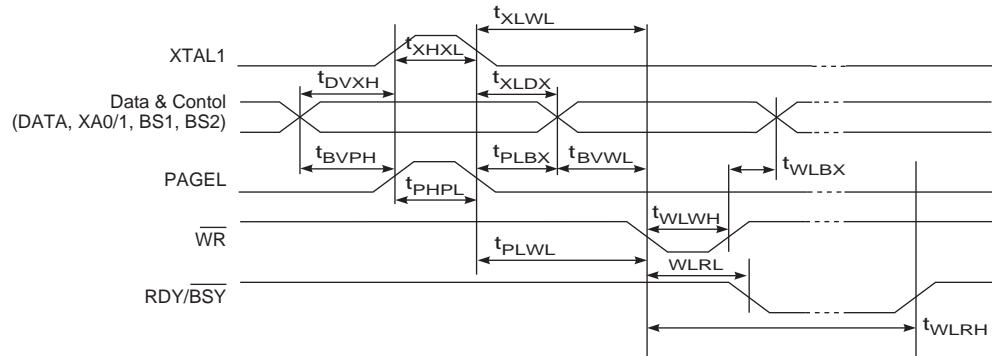 tXLWL
XTAL1
tXHXL
tDVXH
tXLDX
Data & Contol
(DATA, XA0/1, BS1, BS2)
tBVPH
tPLBX
tBVWL
tWLBX
PAGEL
tPHPL
WR
tWLWH
tPLWL
WLRL
RDY/BSY
tWLRH